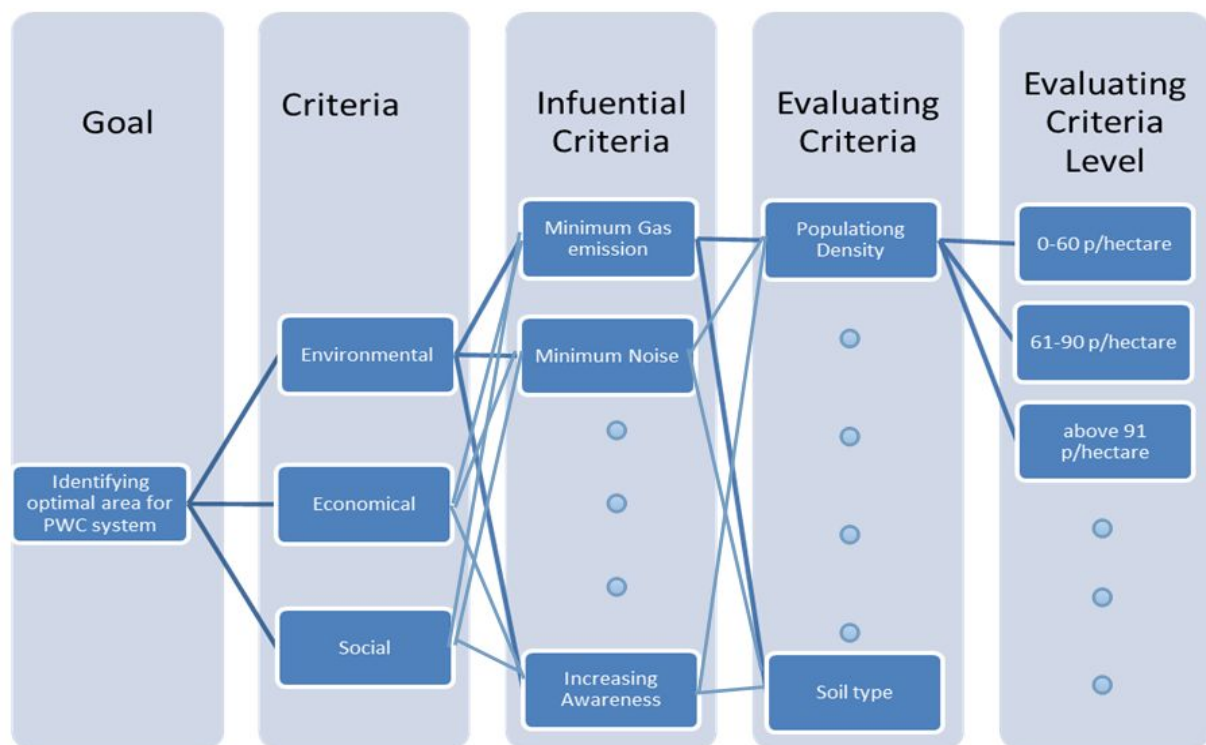 Goal
Criteria
Infuential
Criteria
Evaluating
Criteria
Evaluating
Criteria
Level
Identifying
optimal area for
PWC system
Environmental
Economical
Social
Minimum Gas
emission
Minimum Noise
Increasing
Awareness
Populationg
Density
Soil type
0-60 p/hectare
61-90 p/hectare
above 91
p/hectare